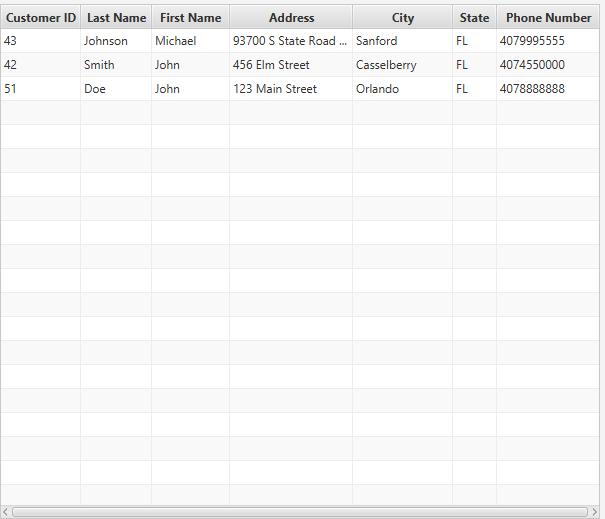 Customer ID Last Name First Name Address City State Phone Number
43 Johnson Michael 93700 S State Road ... Sanford FL 4079995555
42 Smith John 456 Elm Street Casselberry FL 4074550000
51 Doe John 123 Main Street Orlando FL 4078888888